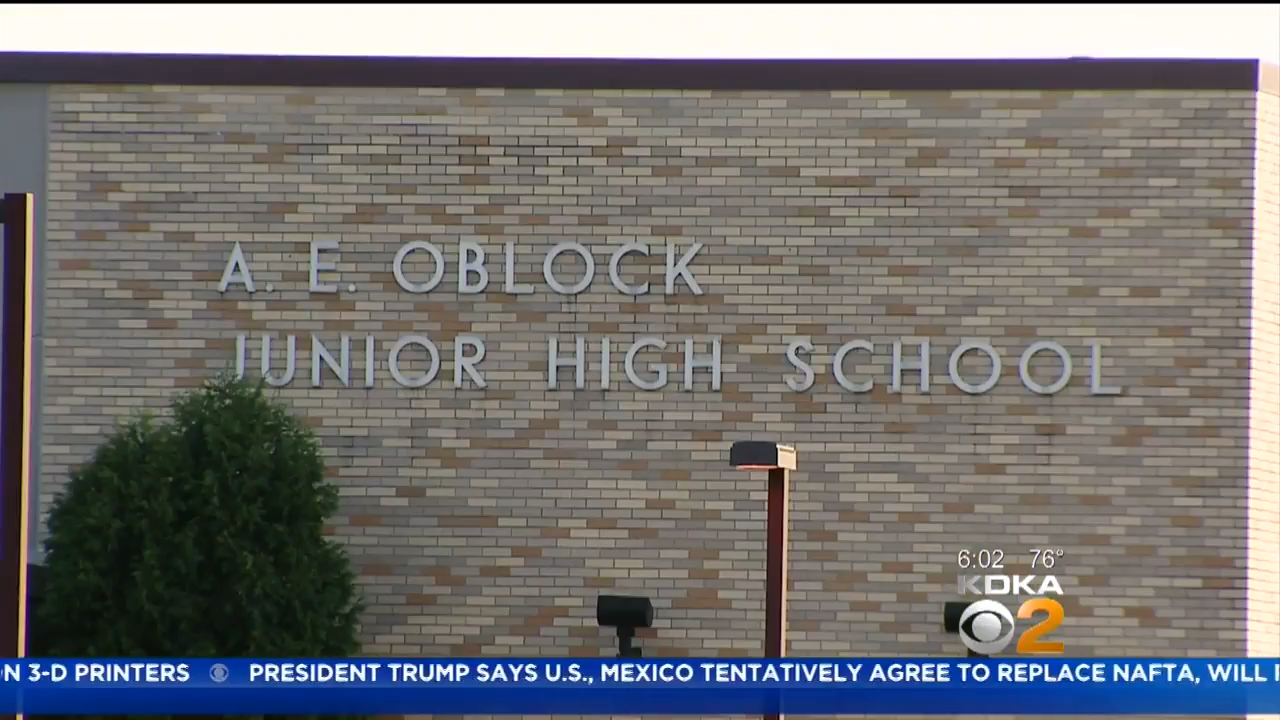 A. E. OBLOCK
JUNIOR HIGH SCHOOL
6:02 76°
KDKA
2
N 3-D PRINTERS PRESIDENT TRUMP SAYS U.S., MEXICO TENTATIVELY AGREE TO REPLACE NAFTA, WILL